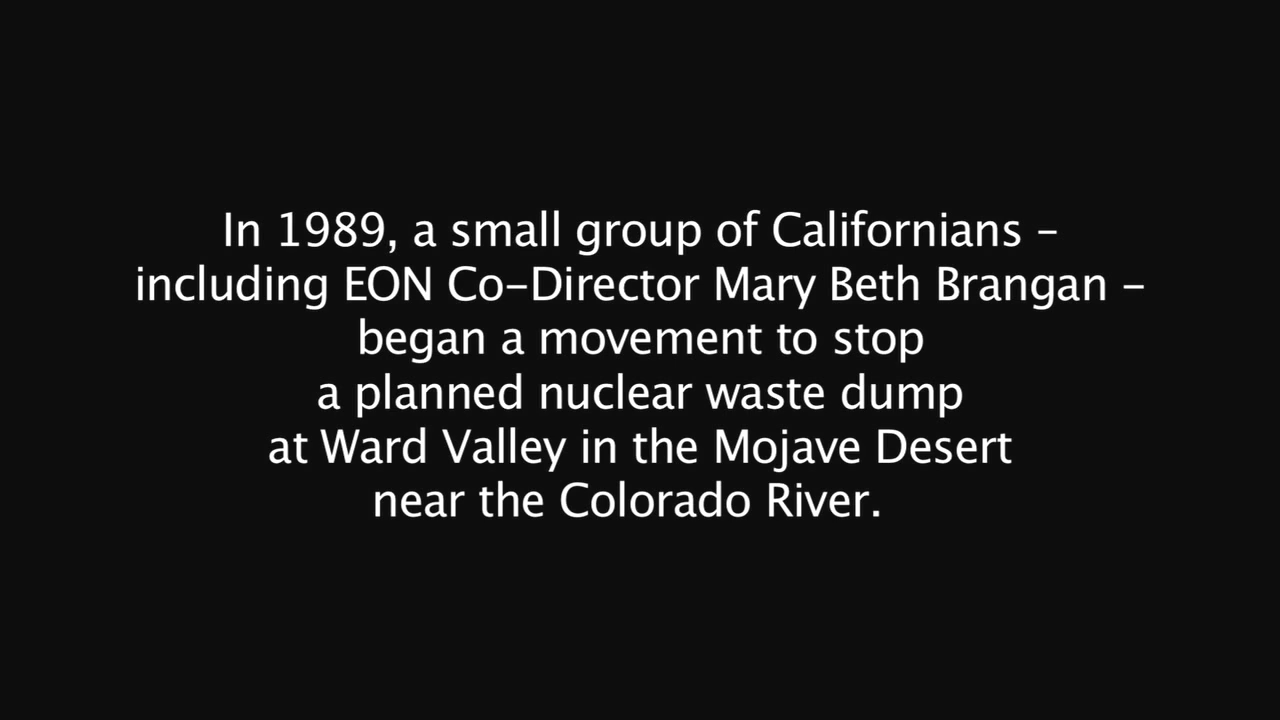 In 1989, a small group of Californians –
including EON Co–Director Mary Beth Brangan –
began a movement to stop
a planned nuclear waste dump
at Ward Valley in the Mojave Desert
near the Colorado River.